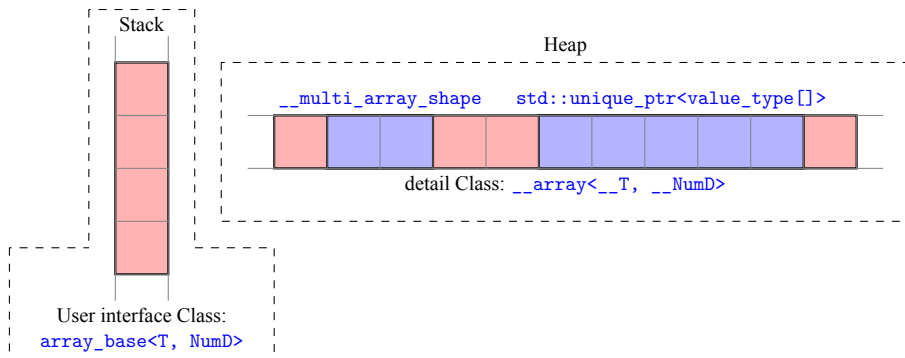 Stack
User interface Class:
array_base<T, NumD>
Heap
__multi_array_shape
std::unique_ptr<value_type[]>
detail Class: __array<__T, __NumD>